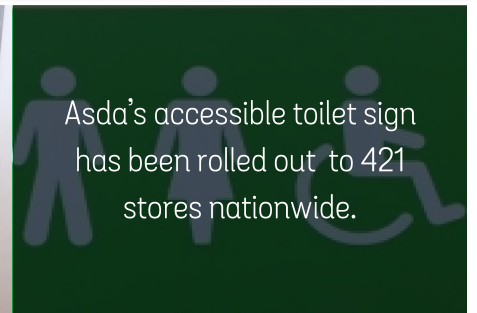 Asda's accessible toilet sign
has been rolled out to 421
stores nationwide.